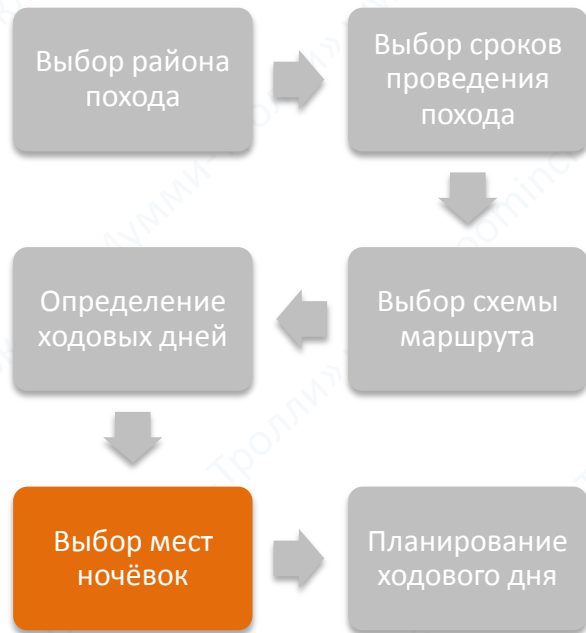 Выбор района
похода
Выбор сроков
проведения
похода
Выбор схемы
маршрута
Определение
ходовых дней
Выбор мест
ночёвок
Планирование
ходового дня